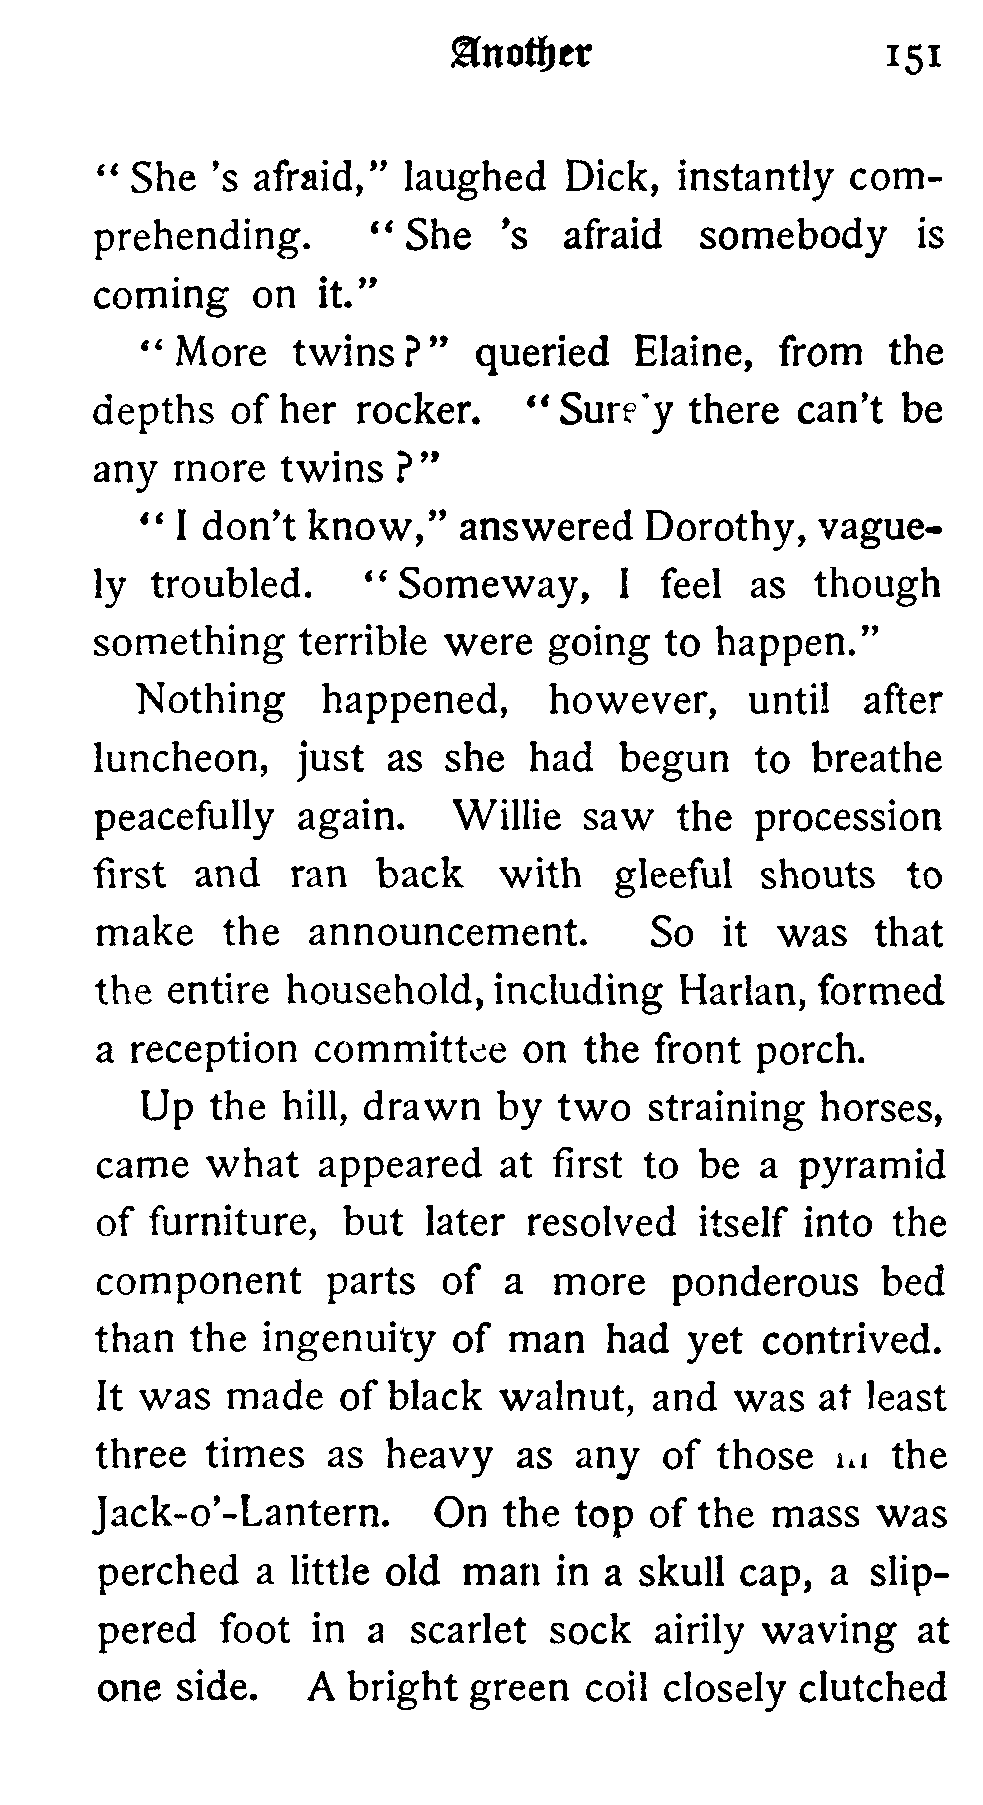 Another 151
"She 's afraid," laughed Dick, instantly com-
prehending. "She 's afraid somebody is
coming on it."
"More twins?" queried Elaine, from the
depths of her rocker. "Surely there can't be
any more twins?"
"I don't know," answered Dorothy, vague-
ly troubled. "Someway, I feel as though
something terrible were going to happen."
Nothing happened, however, until after
luncheon, just as she had begun to breathe
peacefully again. Willie saw the procession
first and ran back with gleeful shouts to
make the announcement. So it was that
the entire household, including Harlan, formed
a reception committee on the front porch.
Up the hill, drawn by two straining horses,
came what appeared at first to be a pyramid
of furniture, but later resolved itself into the
component parts of a more ponderous bed
than the ingenuity of man had yet contrived.
It was made of black walnut, and was at least
three times as heavy as any of those in the
Jack-o'-Lantern. On the top of the mass was
perched a little old man in a skull cap, a slip-
pered foot in a scarlet sock airily waving at
one side. A bright green coil closely clutched